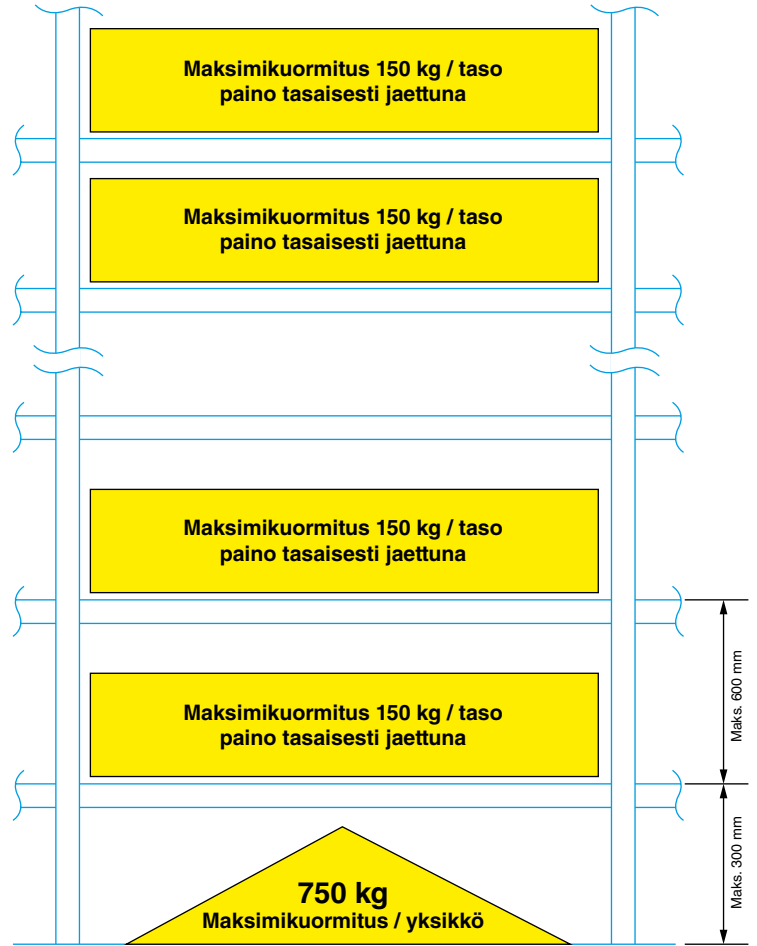 Maksimikuormitus 150 kg / taso
paino tasaisesti jaettuna
Maksimikuormitus 150 kg / taso
paino tasaisesti jaettuna
Maksimikuormitus 150 kg / taso
paino tasaisesti jaettuna
Maks. 600 mm
Maksimikuormitus 150 kg / taso
paino tasaisesti jaettuna
Maks. 300 mm
750 kg
Maksimikuormitus / yksikkö